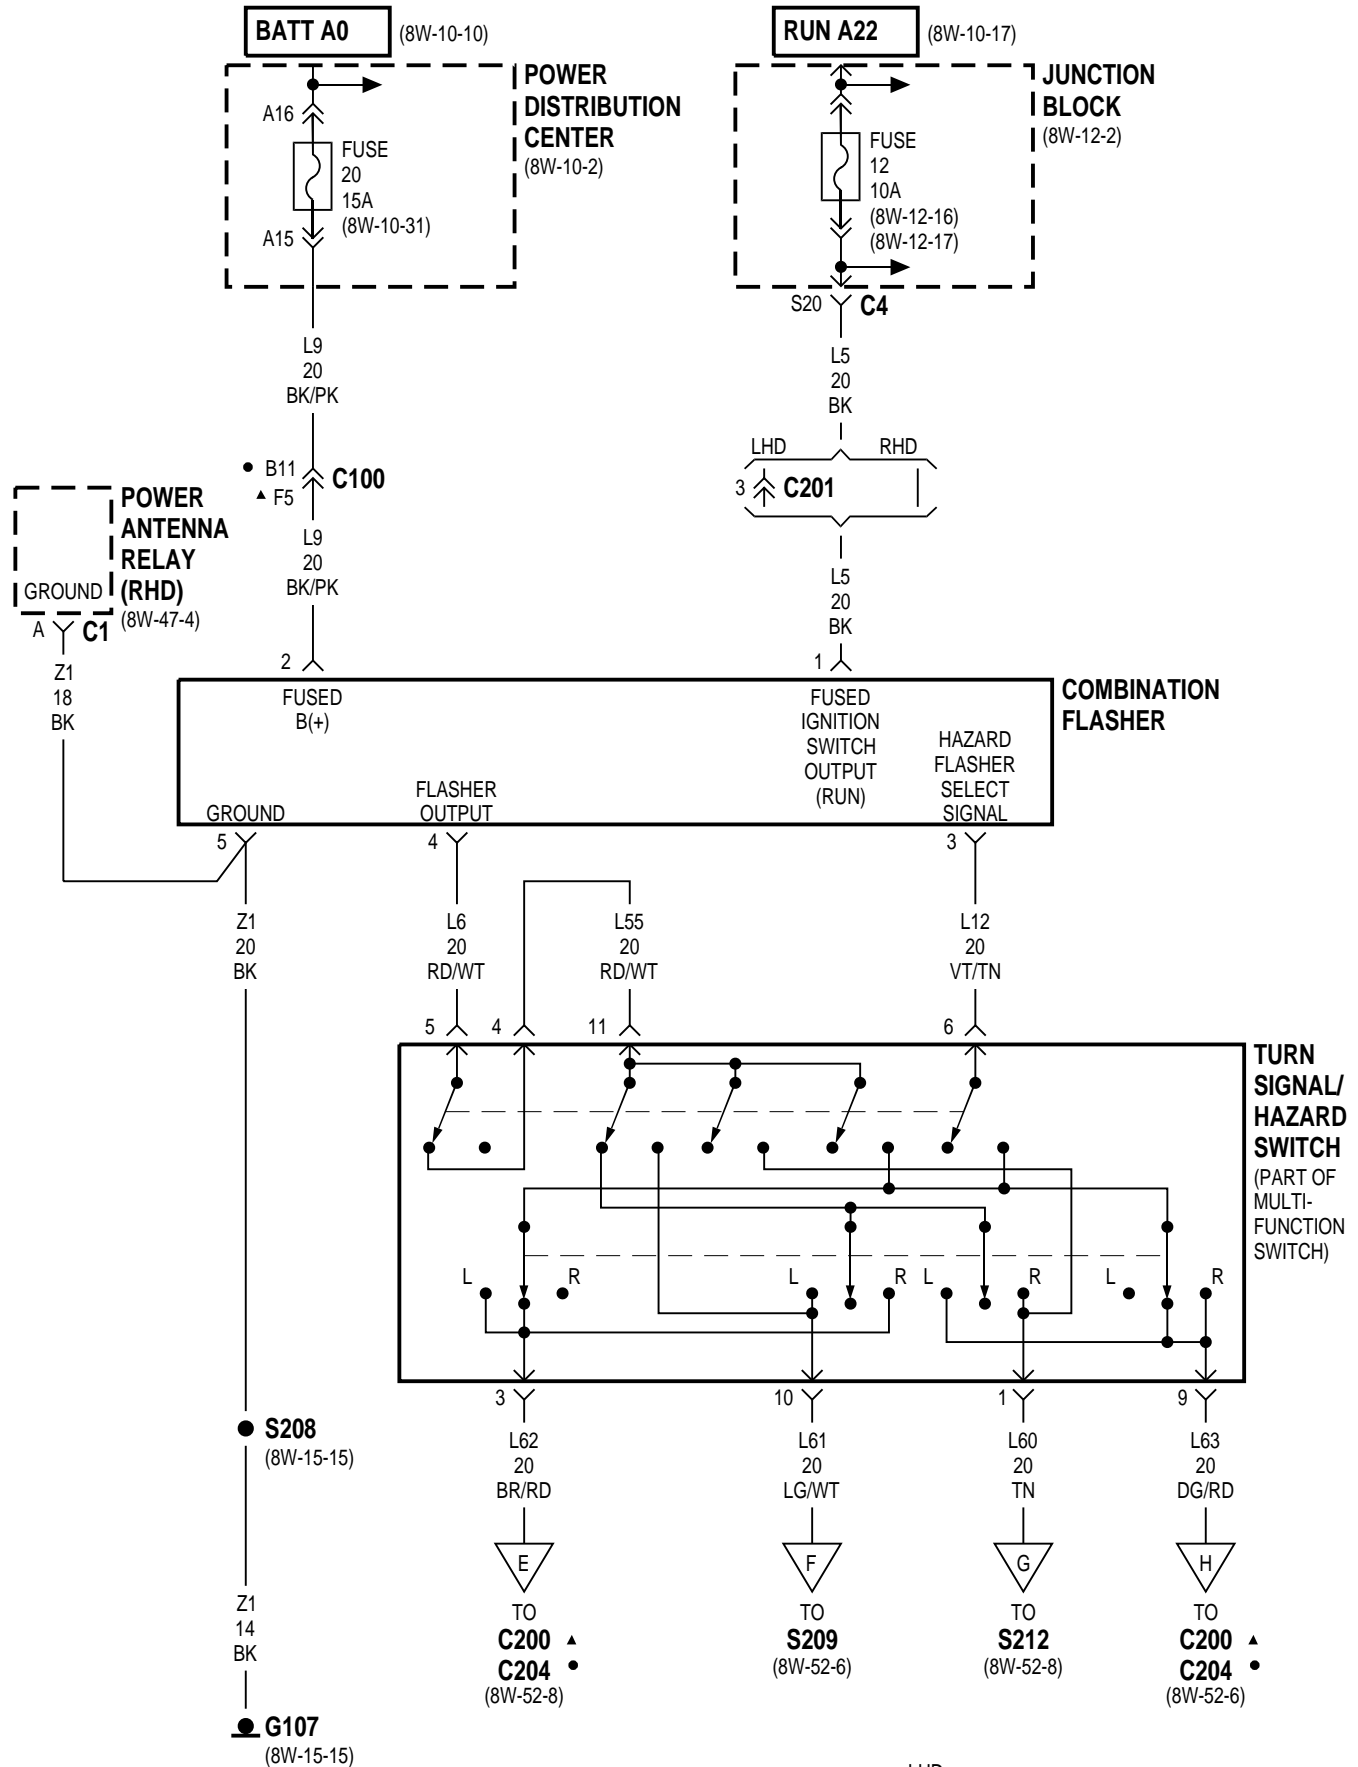 BATT A0 (8W-10-10)
RUN A22 (8W-10-17)
POWER
DISTRIBUTION
CENTER
(8W-10-2)
A16
FUSE
20
15A
(8W-10-31)
A15
JUNCTION
BLOCK
(8W-12-2)
FUSE
12
10A
(8W-12-16)
(8W-12-17)
S20 C4
L9
20
BK/PK
L5
20
BK
LHD RHD
B11
F5
C100
3 C201
L9
20
BK/PK
L5
20
BK
POWER
ANTENNA
RELAY
(RHD)
(8W-47-4)
GROUND
A C1
Z1
18
BK
2
1
FUSED
B(+)
FUSED
IGNITION
SWITCH
OUTPUT
(RUN)
HAZARD
FLASHER
SELECT
SIGNAL
FLASHER
OUTPUT
GROUND
COMBINATION
FLASHER
5
4
3
Z1
20
BK
L6
20
RD/WT
L55
20
RD/WT
L12
20
VT/TN
5
4
11
6
TURN
SIGNAL/
HAZARD
SWITCH
(PART OF
MULTI-
FUNCTION
SWITCH)
L R
L R
L R
L R
3
10
1
9
L62
20
BR/RD
L61
20
LG/WT
L60
20
TN
L63
20
DG/RD
S208
(8W-15-15)
E
F
G
H
TO
C200
C204
(8W-52-8)
TO
S209
(8W-52-6)
TO
S212
(8W-52-8)
TO
C200
C204
(8W-52-6)
Z1
14
BK
G107
(8W-15-15)